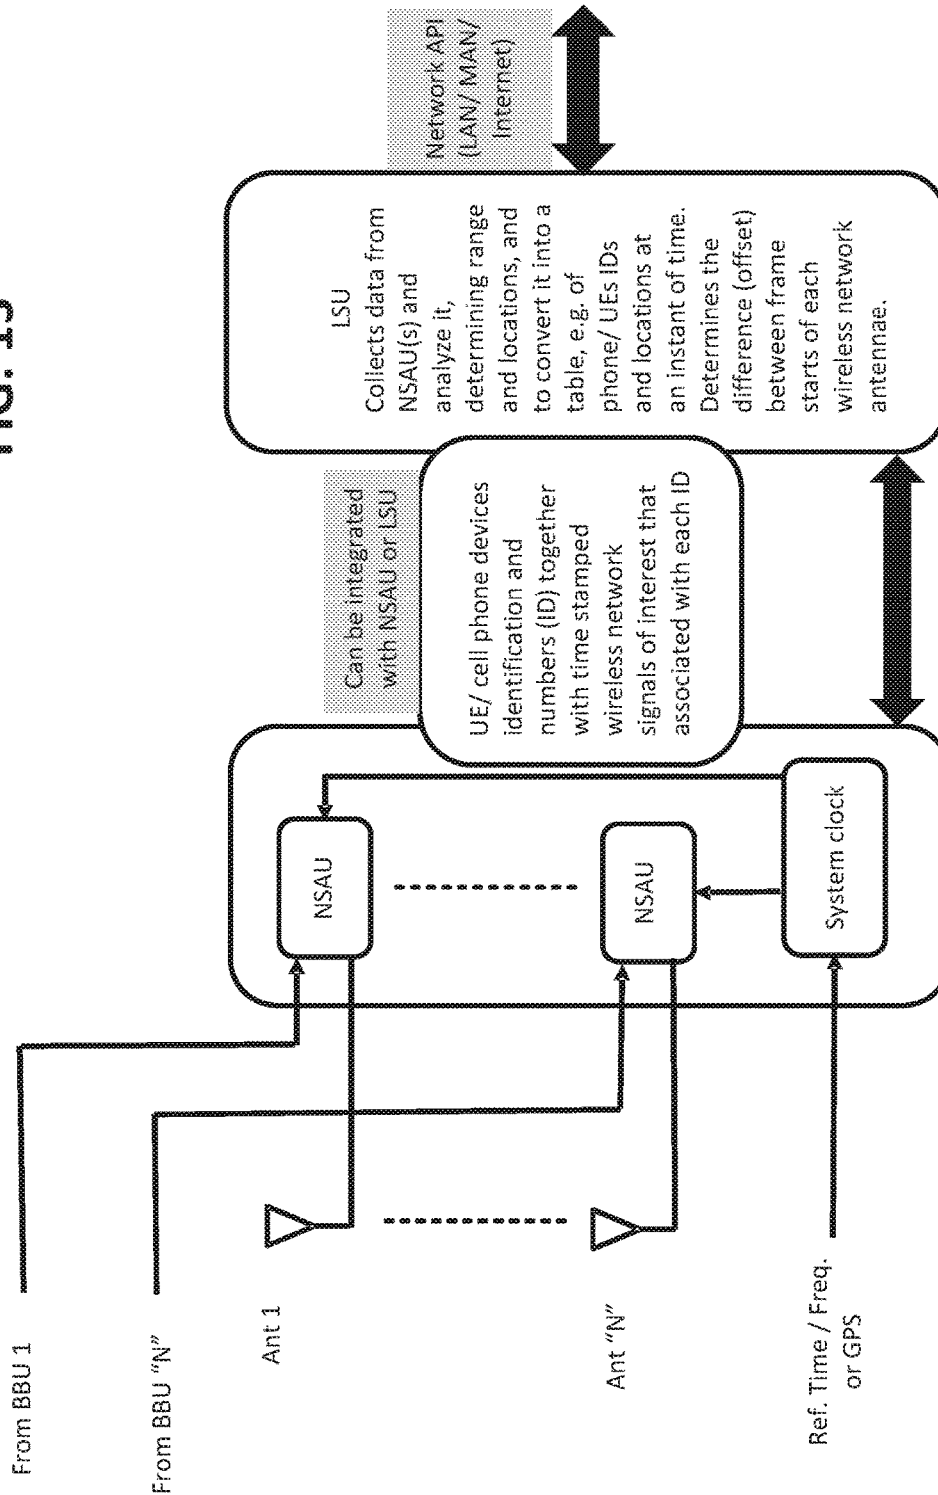 FIG. 15
From BBU 1
From BBU "N"
Ant 1
Ant "N"
Ref. Time / Freq.
or GPS
NSAU
NSAU
System clock
Can be integrated
with NSAU or LSU
UE/ cell phone devices
identification and
numbers (ID) together
with time stamped
wireless network
signals of interest that
associated with each ID
LSU
Collects data from
NSAU(s) and
analyze it,
determining range
and locations, and
to convert it into a
table, e.g. of
phone/ UEs IDs
and locations at
an instant of time.
Determines the
difference (offset)
between frame
starts of each
wireless network
antennae.
Network API
(LAN/ MAN/
Internet)